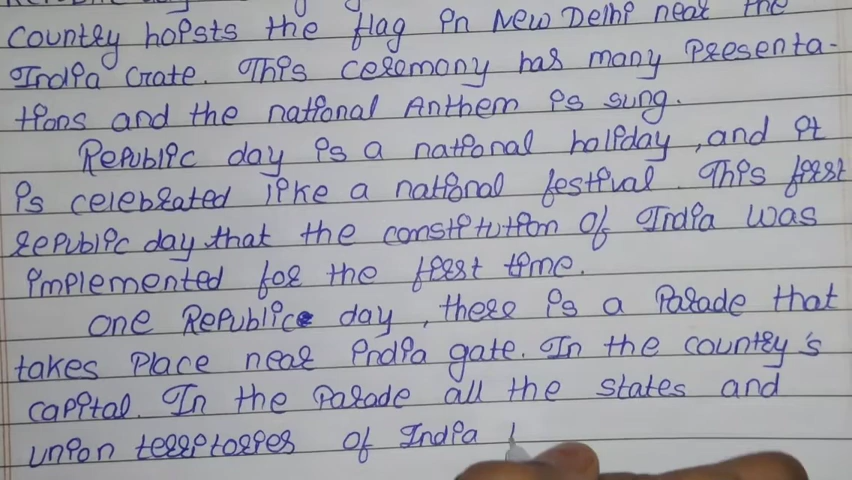 country hoists the flag in New Delhi near the
India Gate. This ceremony has many Presenta-
tions and the national Anthem is sung.
Republic day is a national holiday, and it
is celebrated like a national festival. This first
republic day that the constitution of India was
implemented for the first time.
one Republic day, there is a Parade that
takes Place near india gate. In the country's
capital. In the Parade all the states and
union territories of India